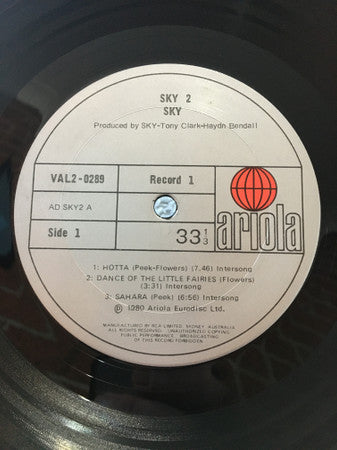 SKY 2
SKY
Produced by SKY-Tony Clark-Haydn Bendall
VAL2-0289
Record 1
AD SKY2 A
Side 1
33 1/3
ariola
1: HOTTA (Peek-Flowers) (7.46) Intersong
2: DANCE OF THE LITTLE FAIRIES (Flowers)
(3:31) Intersong
3: SAHARA (Peek) (6:56) Intersong
Ⓟ 1980 Ariola Eurodisc Ltd.
MANUFACTURED BY RCA LIMITED SYDNEY AUSTRALIA
ALL RIGHTS RESERVED. UNAUTHORIZED COPYING
PUBLIC PERFORMANCE. BROADCASTING
OF THIS RECORD FORBIDDEN